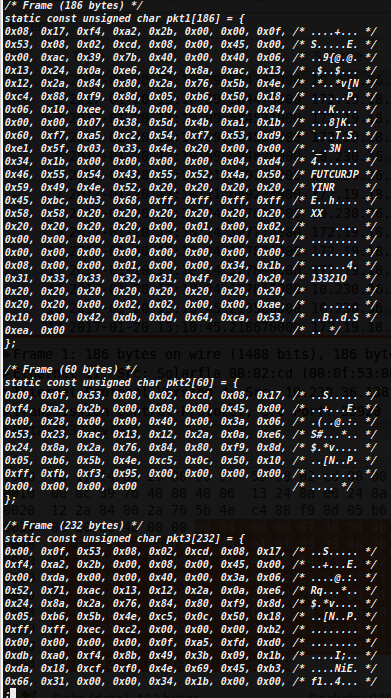 /* Frame (186 bytes) */
static const unsigned char pkt1[186] = {
0x08, 0x17, 0xf4, 0xa2, 0x2b, 0x00, 0x00, 0x0f, /* ....+... */
0x53, 0x08, 0x02, 0xcd, 0x08, 0x00, 0x45, 0x00, /* S.....E. */
0x00, 0xac, 0x39, 0x7b, 0x40, 0x00, 0x40, 0x06, /* ..9{@.@. */
0x13, 0x24, 0x0a, 0xe6, 0x24, 0x8a, 0xac, 0x13, /* .$..$... */
0x12, 0x2a, 0x84, 0x80, 0x2a, 0x76, 0x5b, 0x4e, /* .*..*v[N */
0xc4, 0x88, 0xf9, 0x8d, 0x05, 0xb6, 0x50, 0x18, /* ......P. */
0x06, 0x10, 0xee, 0x4b, 0x00, 0x00, 0x00, 0x84, /* ...K.... */
0x00, 0x00, 0x07, 0x38, 0x5d, 0x4b, 0xa1, 0x1b, /* ...8]K.. */
0x60, 0xf7, 0xa5, 0xc2, 0x54, 0xf7, 0x53, 0xd9, /* `...T.S. */
0xe1, 0x5f, 0x03, 0x33, 0x4e, 0x20, 0x00, 0x00, /* ._.3N .. */
0x34, 0x1b, 0x00, 0x00, 0x00, 0x00, 0x04, 0xd4, /* 4....... */
0x46, 0x55, 0x54, 0x43, 0x55, 0x52, 0x4a, 0x50, /* FUTCURJP */
0x59, 0x49, 0x4e, 0x52, 0x20, 0x20, 0x20, 0x20, /* YINR */
0x45, 0xbc, 0xb3, 0x68, 0xff, 0xff, 0xff, 0xff, /* E..h.... */
0x58, 0x58, 0x20, 0x20, 0x20, 0x20, 0x20, 0x20, /* XX */
0x20, 0x20, 0x20, 0x20, 0x00, 0x01, 0x00, 0x02, /* .... */
0x00, 0x00, 0x00, 0x01, 0x00, 0x00, 0x00, 0x01, /* ........ */
0x00, 0x00, 0x00, 0x00, 0x00, 0x00, 0x00, 0x00, /* ........ */
0x08, 0x00, 0x00, 0x01, 0x00, 0x00, 0x34, 0x1b, /* ......4. */
0x31, 0x33, 0x33, 0x32, 0x31, 0x4f, 0x20, 0x20, /* 13321O */
0x20, 0x20, 0x20, 0x20, 0x20, 0x20, 0x20, 0x20, /* */
0x20, 0x20, 0x00, 0x02, 0x02, 0x00, 0x00, 0xae, /* ...... */
0x10, 0x00, 0x42, 0xdb, 0xbd, 0x64, 0xca, 0x53, /* ..B..d.S */
0xea, 0x00 /* .. */
};

/* Frame (60 bytes) */
static const unsigned char pkt2[60] = {
0x00, 0x0f, 0x53, 0x08, 0x02, 0xcd, 0x08, 0x17, /* ..S..... */
0xf4, 0xa2, 0x2b, 0x00, 0x08, 0x00, 0x45, 0x00, /* ..+...E. */
0x00, 0x28, 0x00, 0x00, 0x40, 0x00, 0x3a, 0x06, /* .(..@.:. */
0x53, 0x23, 0xac, 0x13, 0x12, 0x2a, 0x0a, 0xe6, /* S#...*.. */
0x24, 0x8a, 0x2a, 0x76, 0x84, 0x80, 0xf9, 0x8d, /* $.*v.... */
0x05, 0xb6, 0x5b, 0x4e, 0xc5, 0x0c, 0x50, 0x10, /* ..[N..P. */
0xff, 0xfb, 0xf3, 0x95, 0x00, 0x00, 0x00, 0x00, /* ........ */
0x00, 0x00, 0x00, 0x00 /* .... */
};

/* Frame (232 bytes) */
static const unsigned char pkt3[232] = {
0x00, 0x0f, 0x53, 0x08, 0x02, 0xcd, 0x08, 0x17, /* ..S..... */
0xf4, 0xa2, 0x2b, 0x00, 0x08, 0x00, 0x45, 0x00, /* ..+...E. */
0x00, 0xda, 0x00, 0x00, 0x40, 0x00, 0x3a, 0x06, /* ....@.:. */
0x52, 0x71, 0xac, 0x13, 0x12, 0x2a, 0x0a, 0xe6, /* Rq...*.. */
0x24, 0x8a, 0x2a, 0x76, 0x84, 0x80, 0xf9, 0x8d, /* $.*v.... */
0x05, 0xb6, 0x5b, 0x4e, 0xc5, 0x0c, 0x50, 0x18, /* ..[N..P. */
0xff, 0xff, 0xec, 0xc2, 0x00, 0x00, 0x00, 0xb2, /* ........ */
0x00, 0x00, 0x00, 0x00, 0x0f, 0xa5, 0xfd, 0xd0, /* ........ */
0xdb, 0xa0, 0xf4, 0x8b, 0x49, 0x3b, 0x09, 0x1b, /* ....I;.. */
0xda, 0x18, 0xcf, 0xf0, 0x4e, 0x69, 0x45, 0xb3, /* ....NiE. */
0x66, 0x31, 0x00, 0x00, 0x34, 0x1b, 0x00, 0x00, /* f1..4... */
: